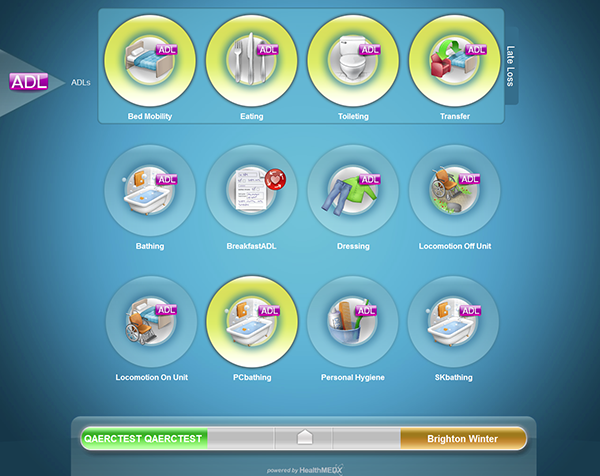 ADL ADL ADL ADL
ADL ADLs Late Loss
Bed Mobility Eating Toileting Transfer
ADL ADL ADL
Bathing BreakfastADL Dressing Locomotion Off Unit
ADL ADL ADL ADL
Locomotion On Unit PCbathing Personal Hygiene SKbathing
QAERCTEST QAERCTEST Brighton Winter
powered by HealthMEDX